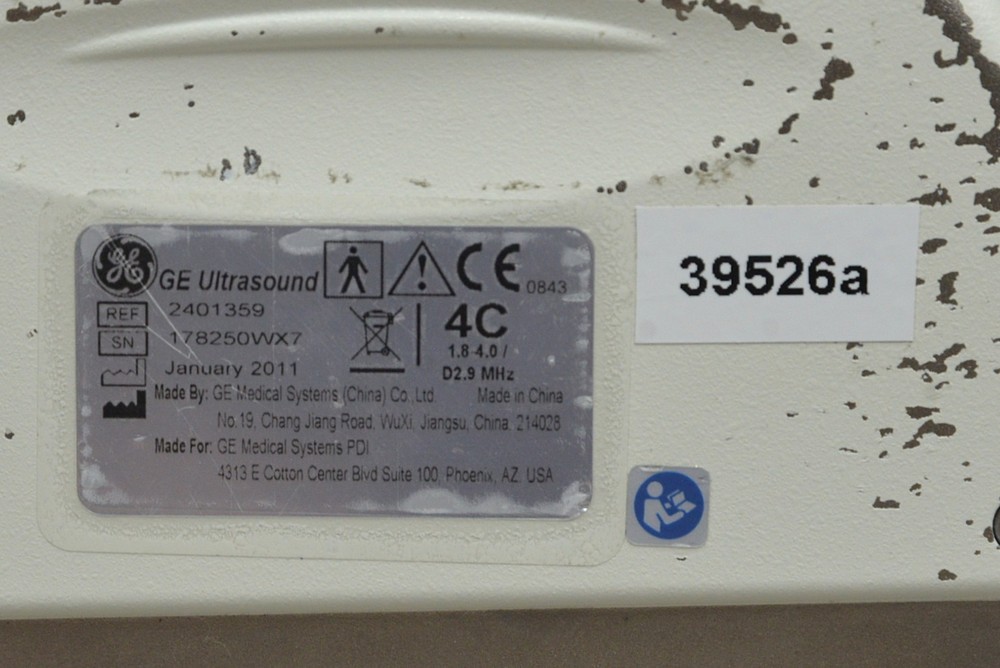 GE Ultrasound
CE 0843
REF 2401359
SN 178250WX7
January 2011
4C
1.8-4.0 /
D2.9 MHz
Made By: GE Medical Systems (China) Co., Ltd Made in China
No.19, Chang Jiang Road, WuXi, Jiangsu, China, 214028
Made For: GE Medical Systems PDI
4313 E Cotton Center Blvd Suite 100, Phoenix, AZ, USA
39526a